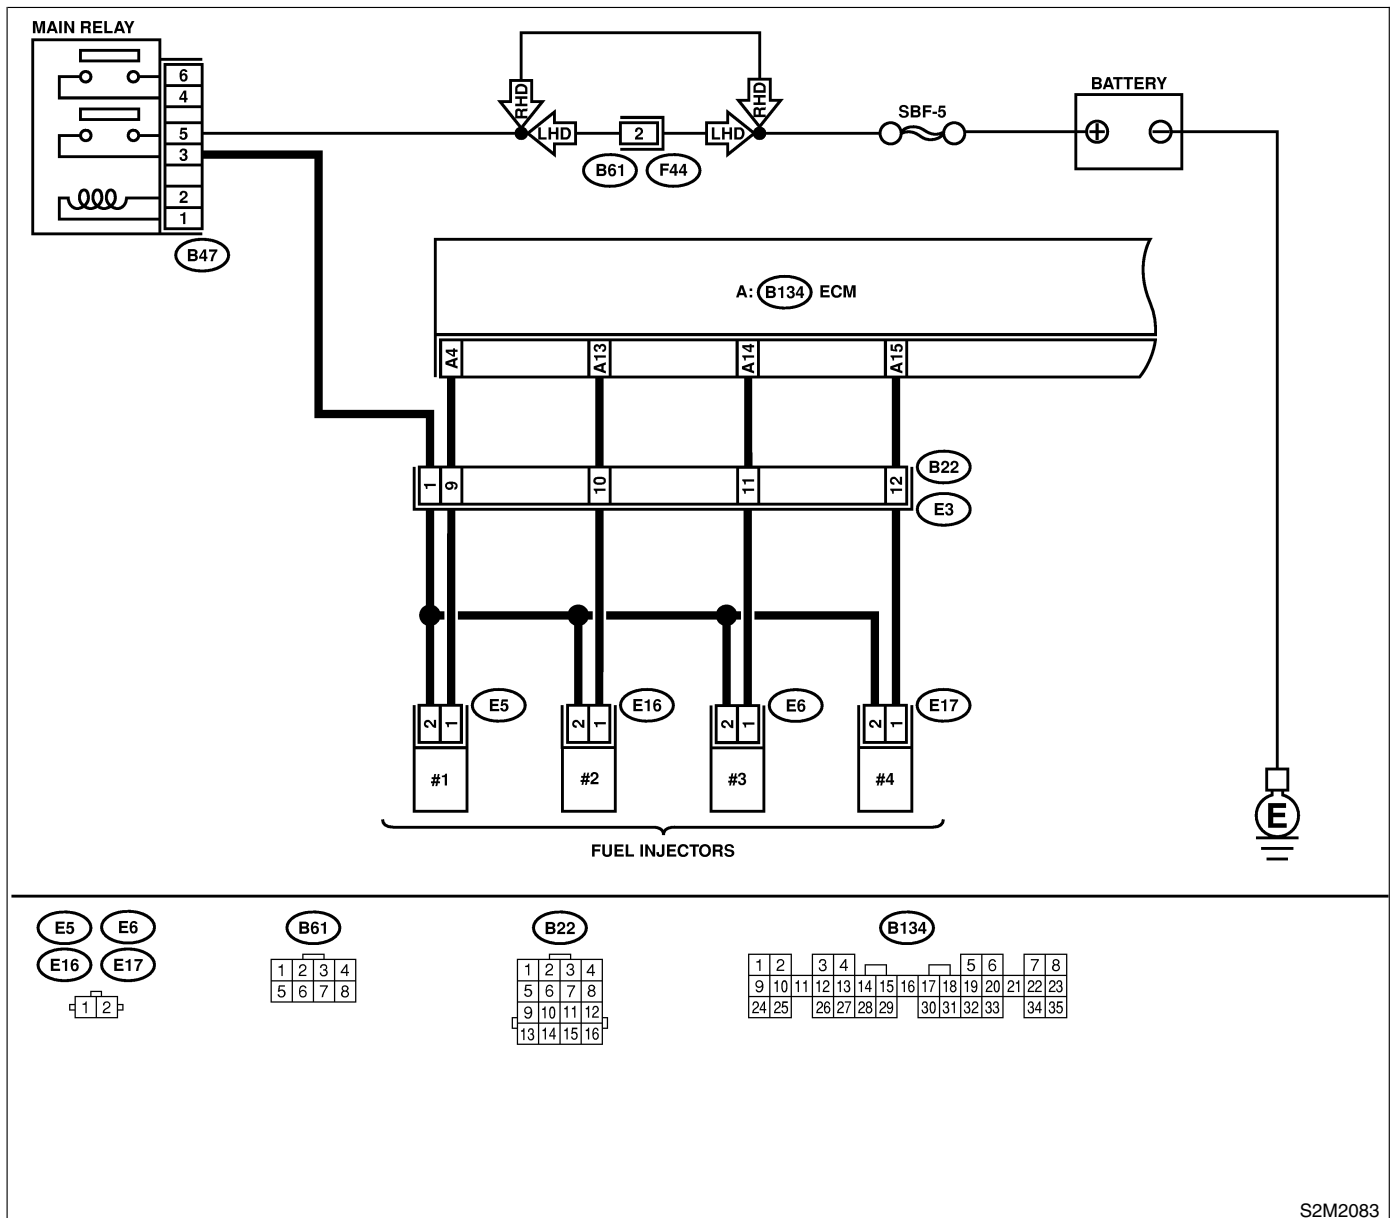 MAIN RELAY
6
4
5
3
2
1
B47
RHD
RHD
LHD
2
LHD
B61
F44
SBF-5
BATTERY
+
−
A: B134 ECM
A4
A13
A14
A15
1
9
10
11
12
B22
E3
2
1
E5
2
1
E16
2
1
E6
2
1
E17
#1
#2
#3
#4
FUEL INJECTORS
E
E5
E6
E16
E17
1 2
B61
1 2 3 4
5 6 7 8
B22
1 2 3 4
5 6 7 8
9 10 11 12
13 14 15 16
B134
1 2 3 4 5 6 7 8
9 10 11 12 13 14 15 16 17 18 19 20 21 22 23
24 25 26 27 28 29 30 31 32 33 34 35
S2M2083